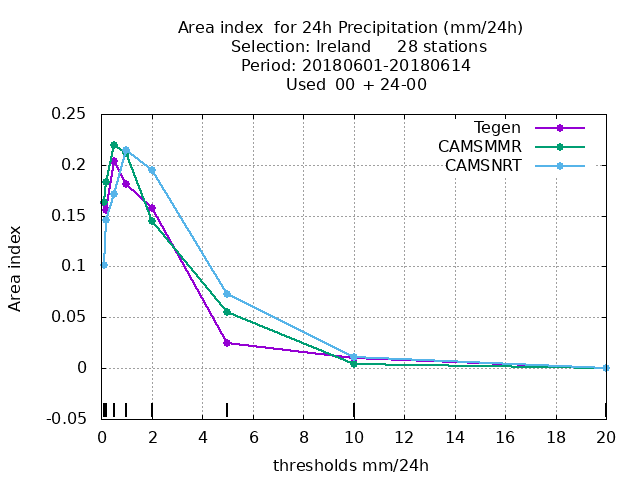 Area index  for 24h Precipitation (mm/24h)
Selection: Ireland     28 stations
Period: 20180601-20180614
Used  00 + 24-00
Tegen
CAMSMMR
CAMSNRT
0.25
0.2
0.15
0.1
0.05
0
-0.05
Area index
0 2 4 6 8 10 12 14 16 18 20
thresholds mm/24h